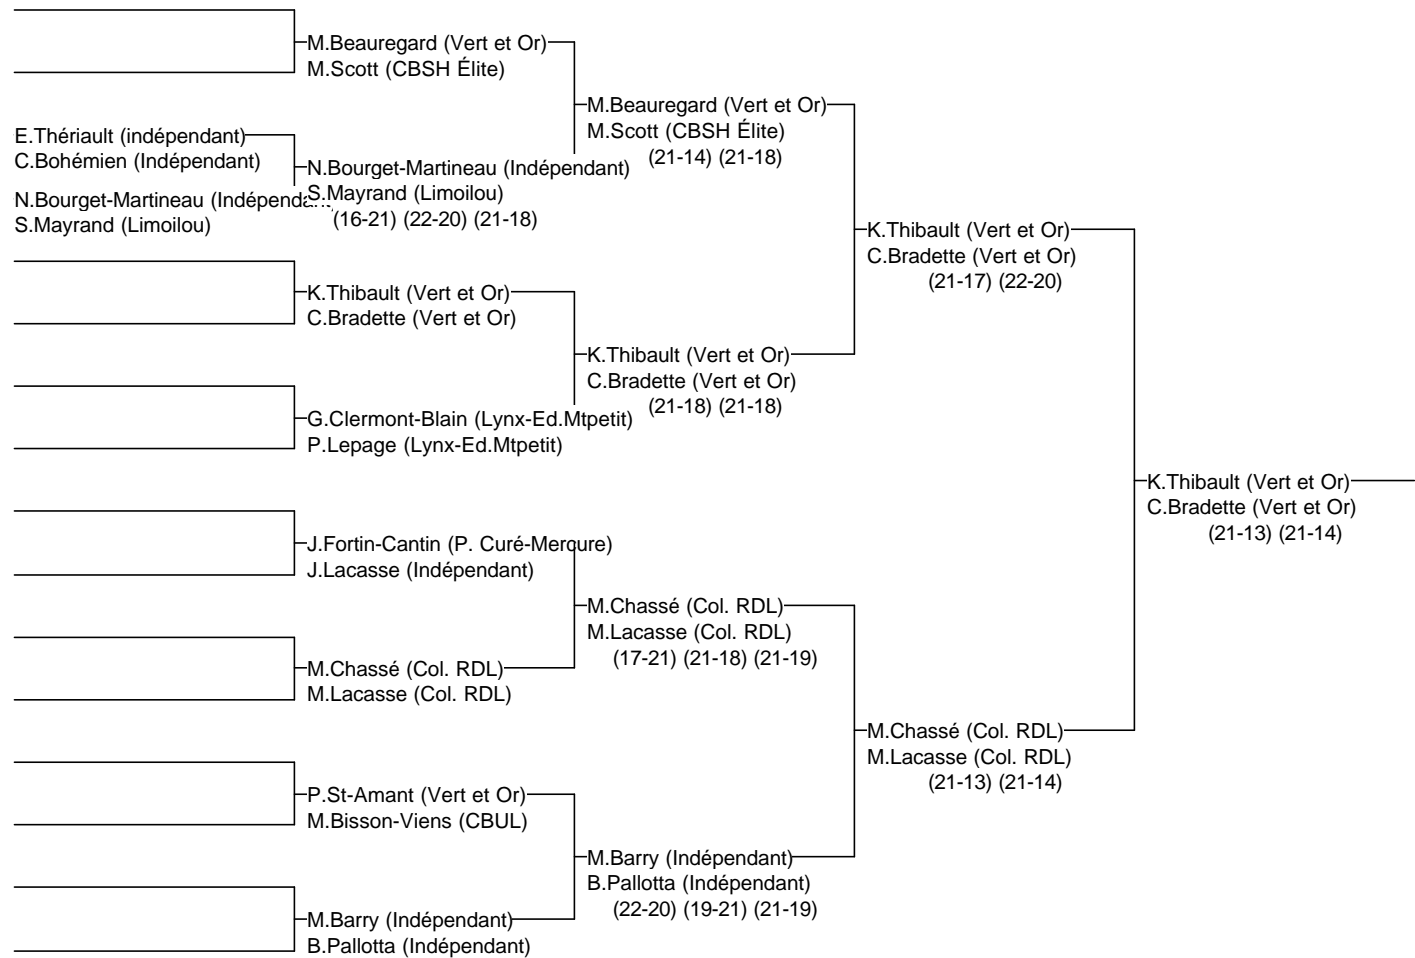 E.Thériault (indépendant)
C.Bohémien (Indépendant)
N.Bourget-Martineau (Indépendant)
S.Mayrand (Limoilou)
M.Beauregard (Vert et Or)
M.Scott (CBSH Élite)
N.Bourget-Martineau (Indépendant)
S.Mayrand (Limoilou)
(16-21) (22-20) (21-18)
K.Thibault (Vert et Or)
C.Bradette (Vert et Or)
G.Clermont-Blain (Lynx-Ed.Mtpetit)
P.Lepage (Lynx-Ed.Mtpetit)
J.Fortin-Cantin (P. Curé-Mercure)
J.Lacasse (Indépendant)
M.Chassé (Col. RDL)
M.Lacasse (Col. RDL)
P.St-Amant (Vert et Or)
M.Bisson-Viens (CBUL)
M.Barry (Indépendant)
B.Pallotta (Indépendant)
M.Beauregard (Vert et Or)
M.Scott (CBSH Élite)
(21-14) (21-18)
K.Thibault (Vert et Or)
C.Bradette (Vert et Or)
(21-18) (21-18)
M.Chassé (Col. RDL)
M.Lacasse (Col. RDL)
(17-21) (21-18) (21-19)
M.Barry (Indépendant)
B.Pallotta (Indépendant)
(22-20) (19-21) (21-19)
K.Thibault (Vert et Or)
C.Bradette (Vert et Or)
(21-17) (22-20)
M.Chassé (Col. RDL)
M.Lacasse (Col. RDL)
(21-13) (21-14)
K.Thibault (Vert et Or)
C.Bradette (Vert et Or)
(21-13) (21-14)